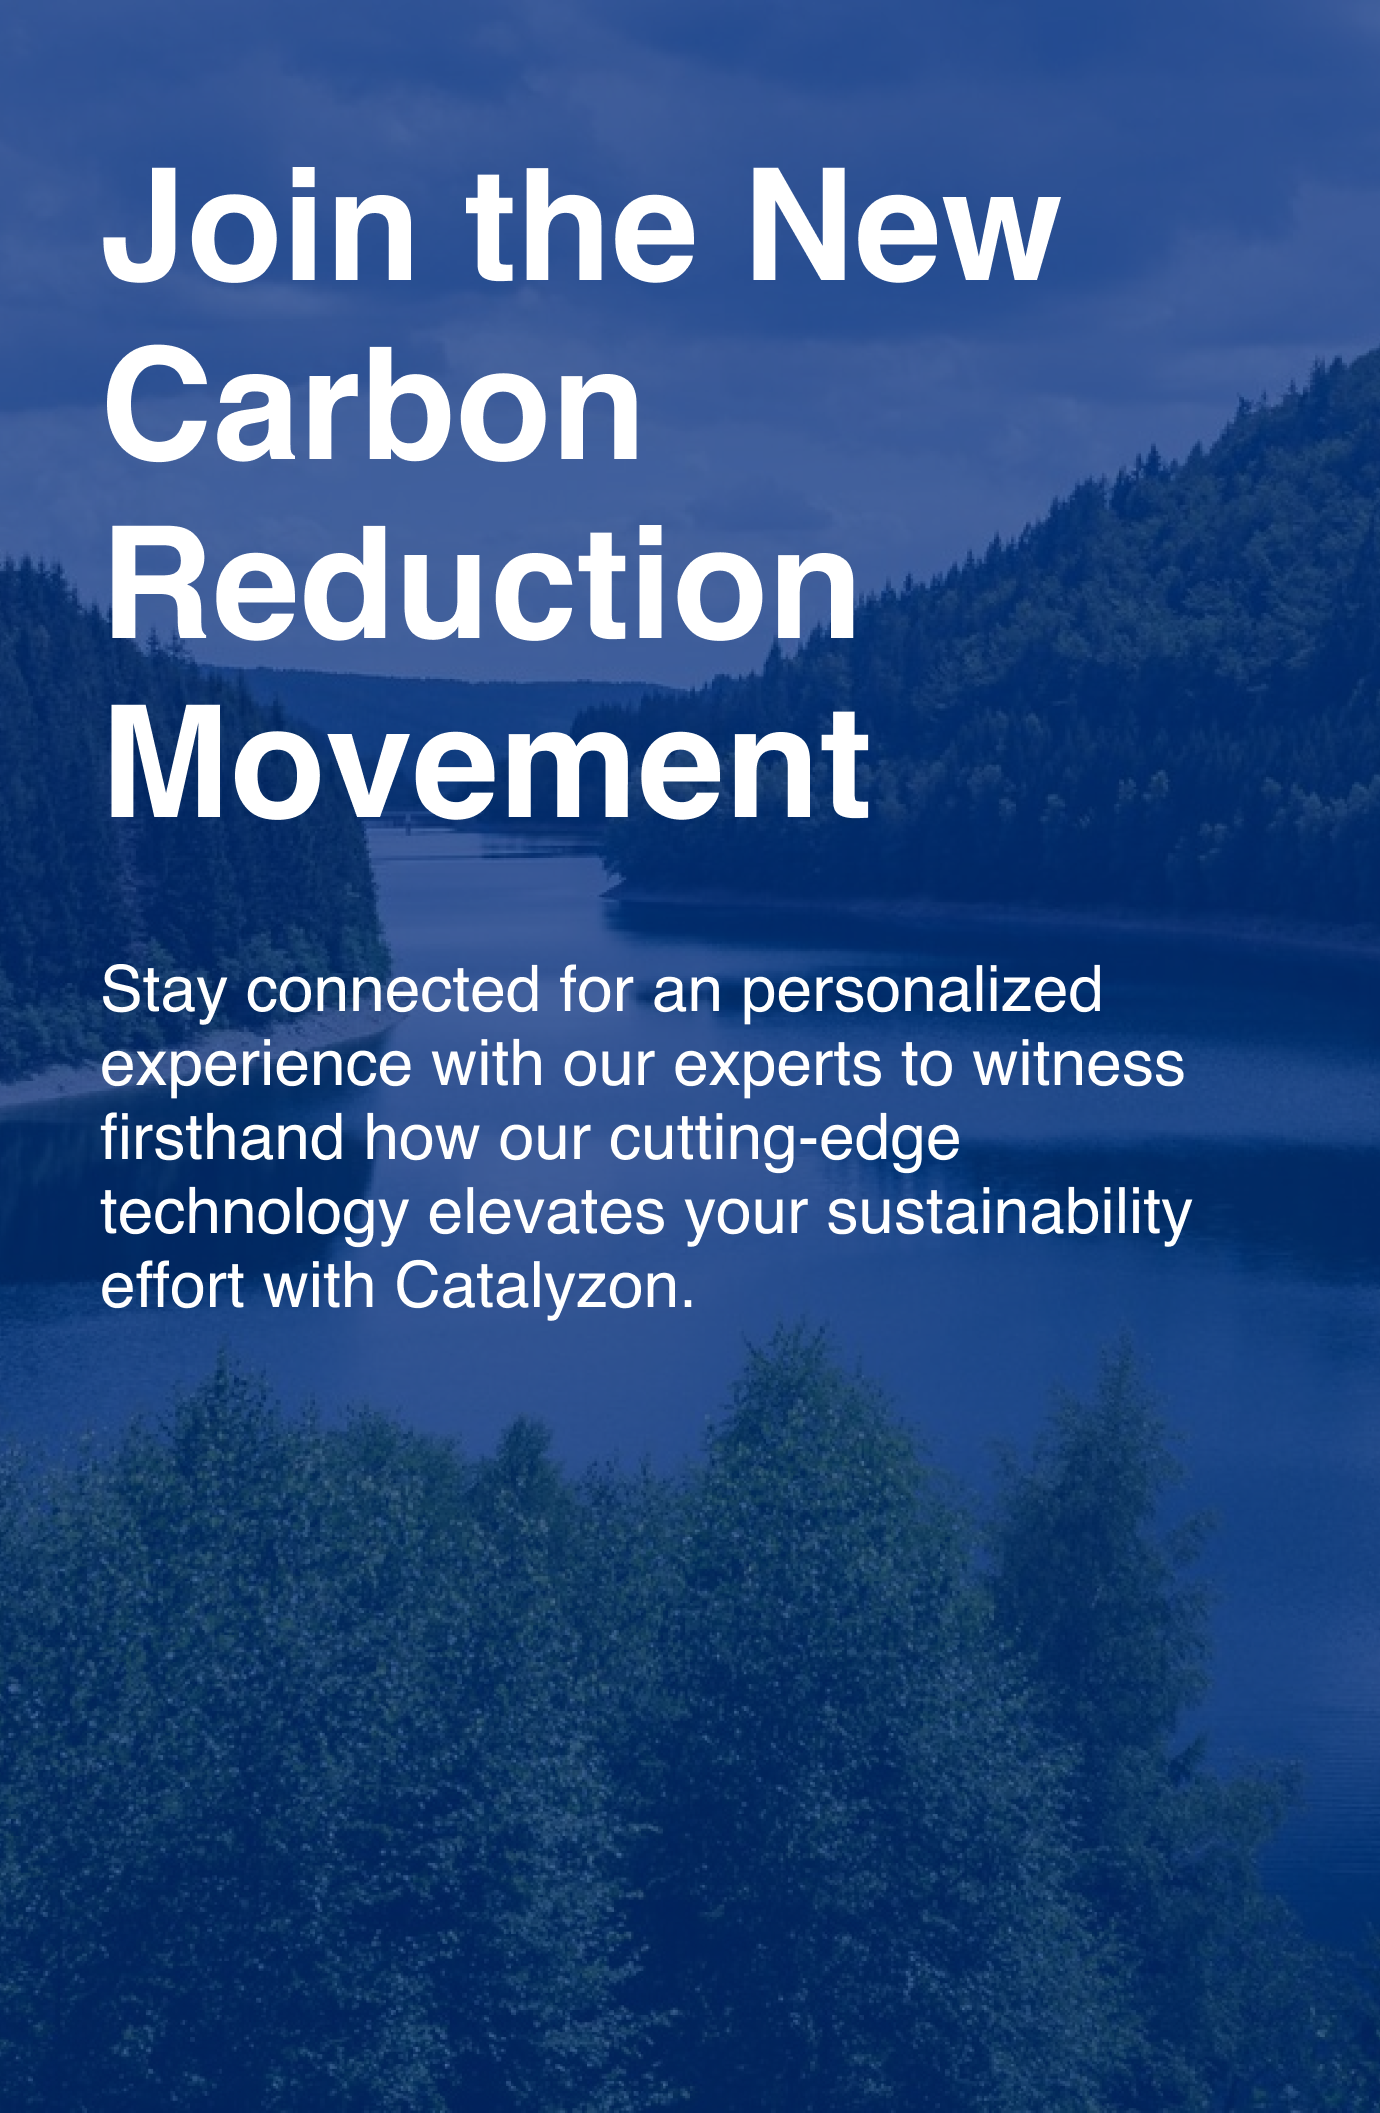 Join the New
Carbon
Reduction
Movement
Stay connected for an personalized
experience with our experts to witness
firsthand how our cutting-edge
technology elevates your sustainability
effort with Catalyzon.